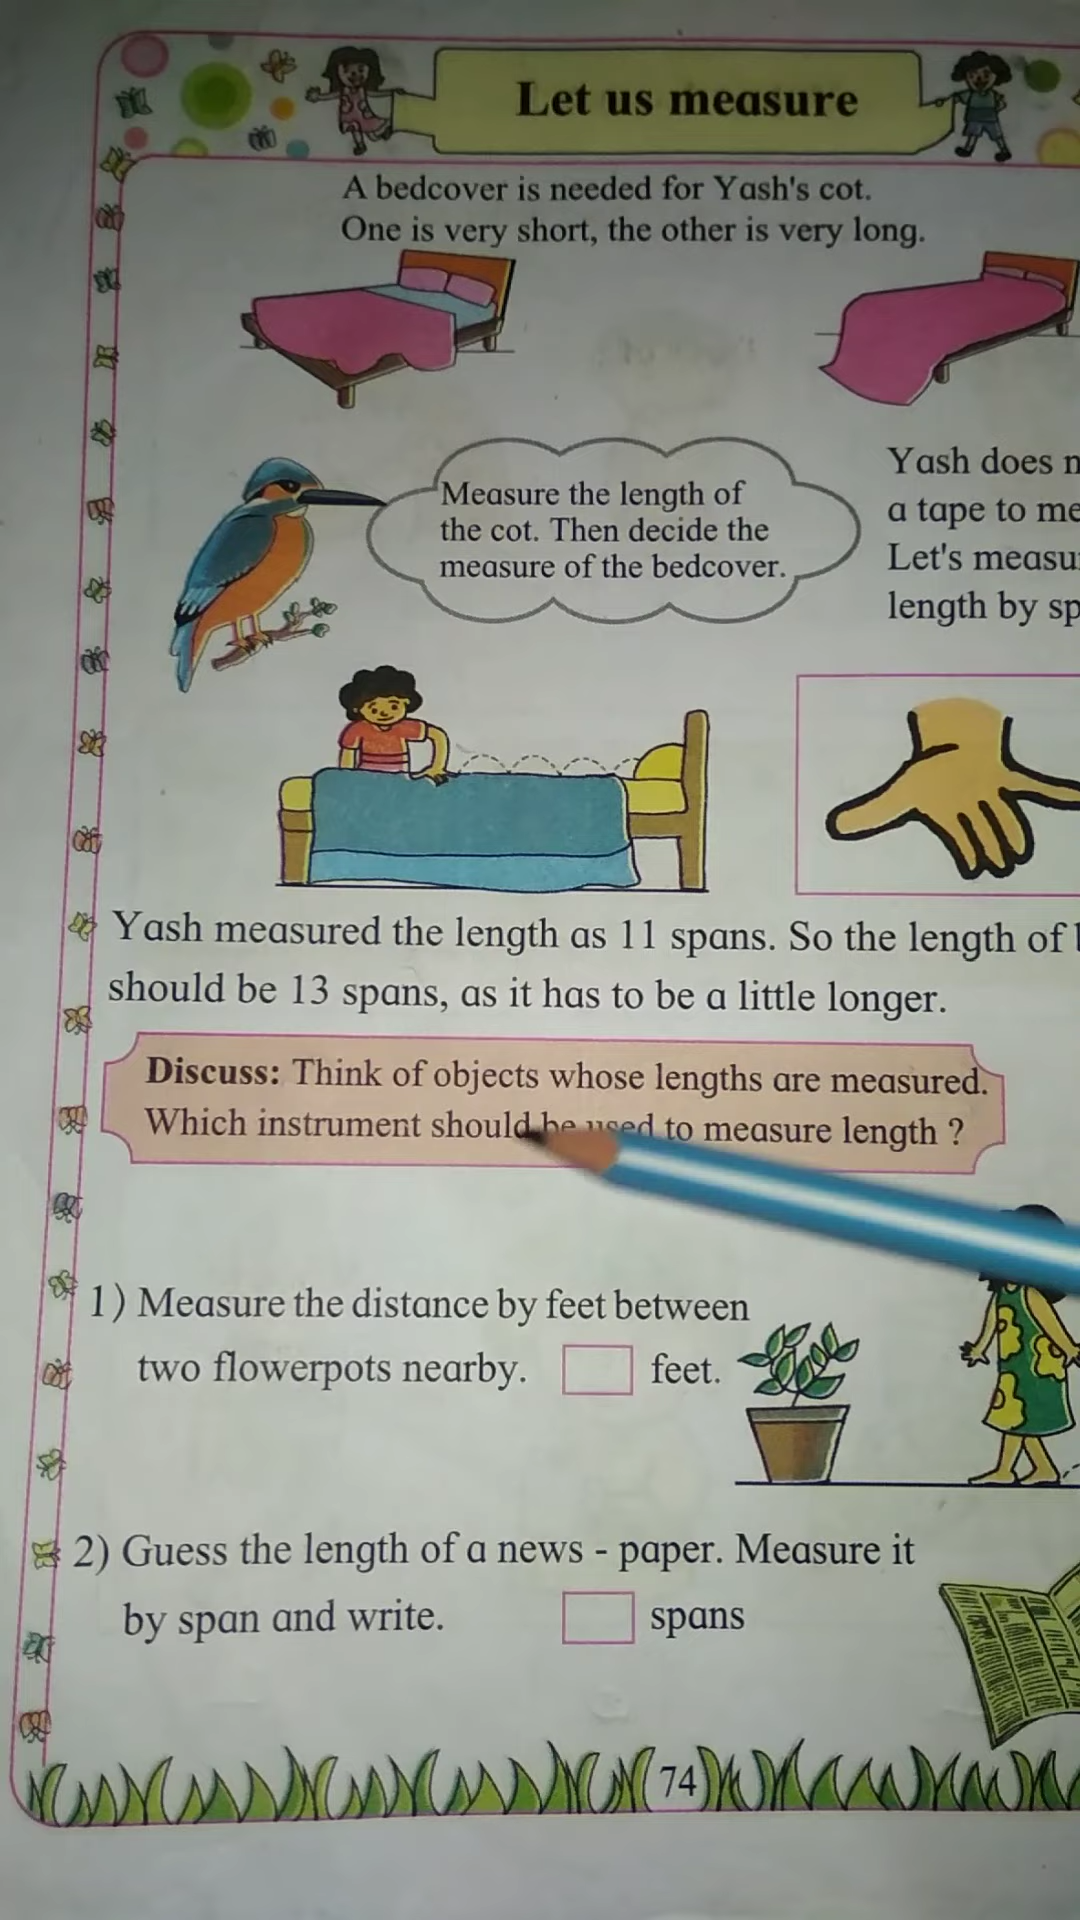 Let us measure
A bedcover is needed for Yash's cot.
One is very short, the other is very long.
Measure the length of
the cot. Then decide the
measure of the bedcover.
Yash does
a tape to
Let's
length by
Yash measured the length as 11 spans. So the length of
should be 13 spans, as it has to be a little longer.
Discuss: Think of objects whose lengths are measured.
Which instrument should be used to measure length ?
1) Measure the distance by feet between
two flowerpots nearby. feet.
2) Guess the length of a news - paper. Measure it
by span and write. spans
74